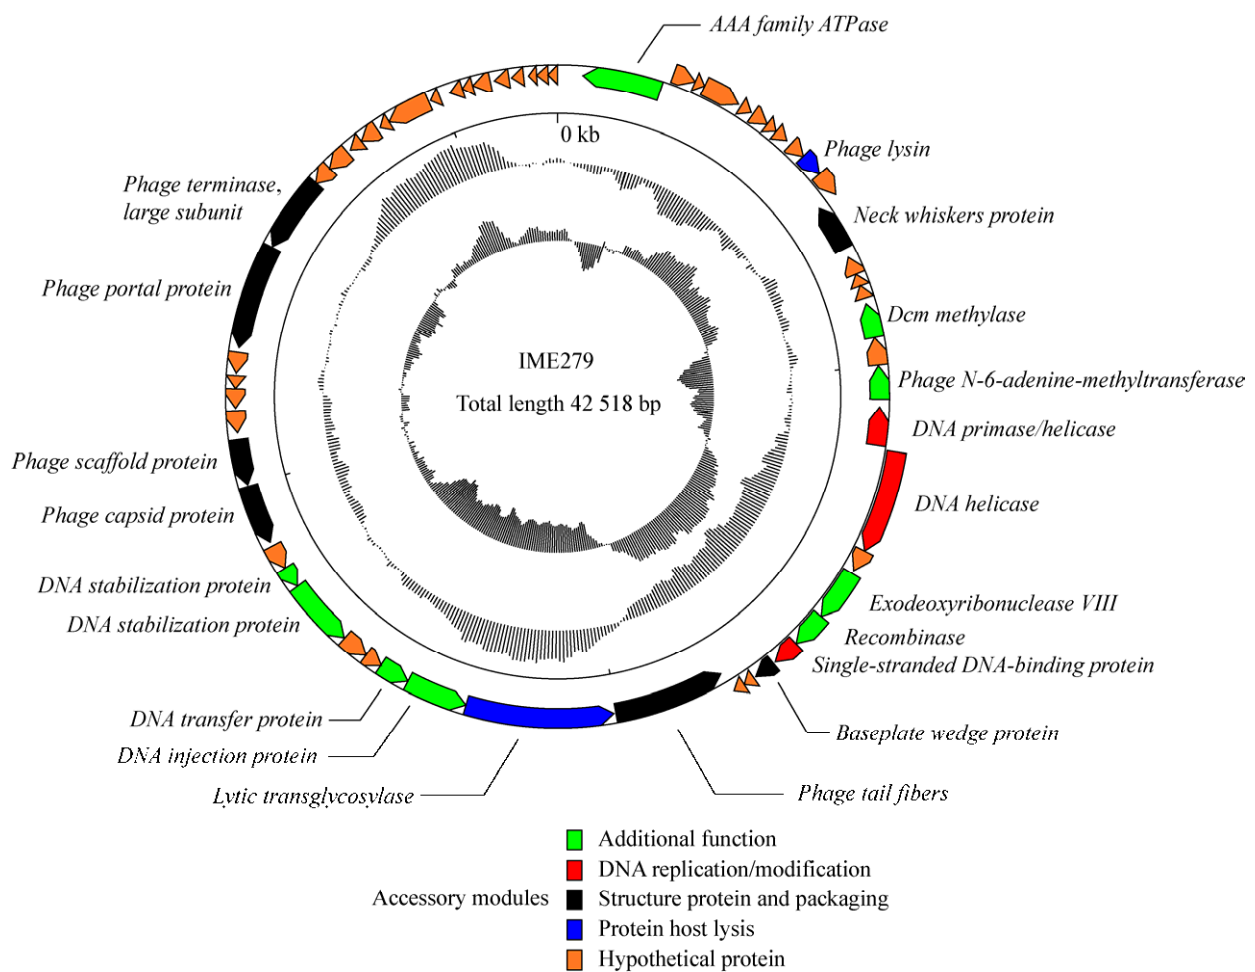 AAA family ATPase
0 kb
Phage lysin
Phage terminase,
large subunit
Neck whiskers protein
Phage portal protein
Dcm methylase
IME279
Total length 42 518 bp
Phage N-6-adenine-methyltransferase
DNA primase/helicase
Phage scaffold protein
DNA helicase
Phage capsid protein
DNA stabilization protein
Exodeoxyribonuclease VIII
DNA stabilization protein
Recombinase
Single-stranded DNA-binding protein
DNA transfer protein
Baseplate wedge protein
DNA injection protein
Lytic transglycosylase
Phage tail fibers
Accessory modules
Additional function
DNA replication/modification
Structure protein and packaging
Protein host lysis
Hypothetical protein